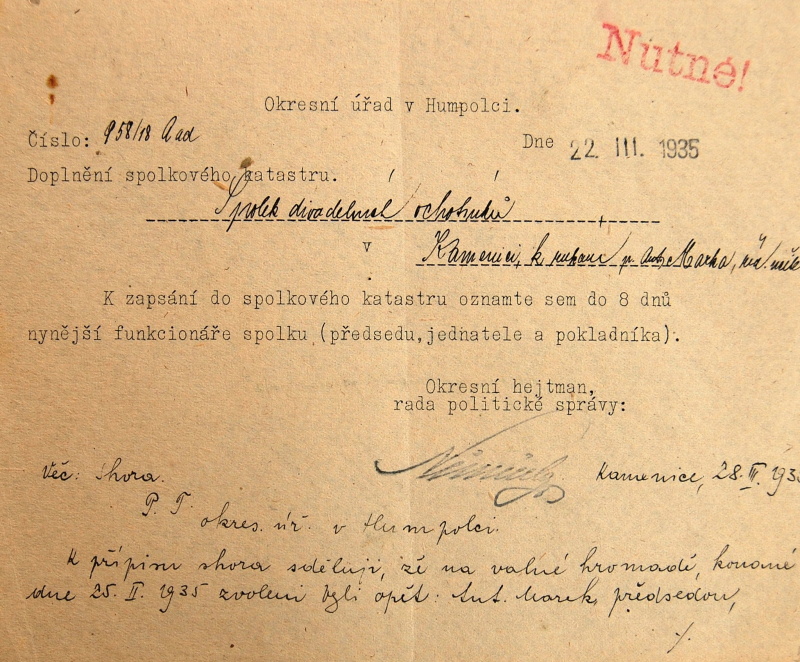 Nutné!
Okresní úřad v Humpolci.
Číslo: 958/18 Dne 22. III. 1935
Doplnění spolkového katastru.
Spolek divadelních ochotníků
v Kamenici, k rukám p. Ant. Marka, říd. uč.
K zapsání do spolkového katastru oznamte sem do 8 dnů
nynější funkcionáře spolku (předsedu, jednatele a pokladníka).
Okresní hejtman,
rada politické správy:
Věc: shora. Kamenice, 28. III. 193
P. T.
okres. úř. v Humpolci.
K přípisu shora sděluji, že na valné hromadě, konané
dne 25. II. 1935 zvoleni byli opět: Ant. Marek, předsedou,
./.